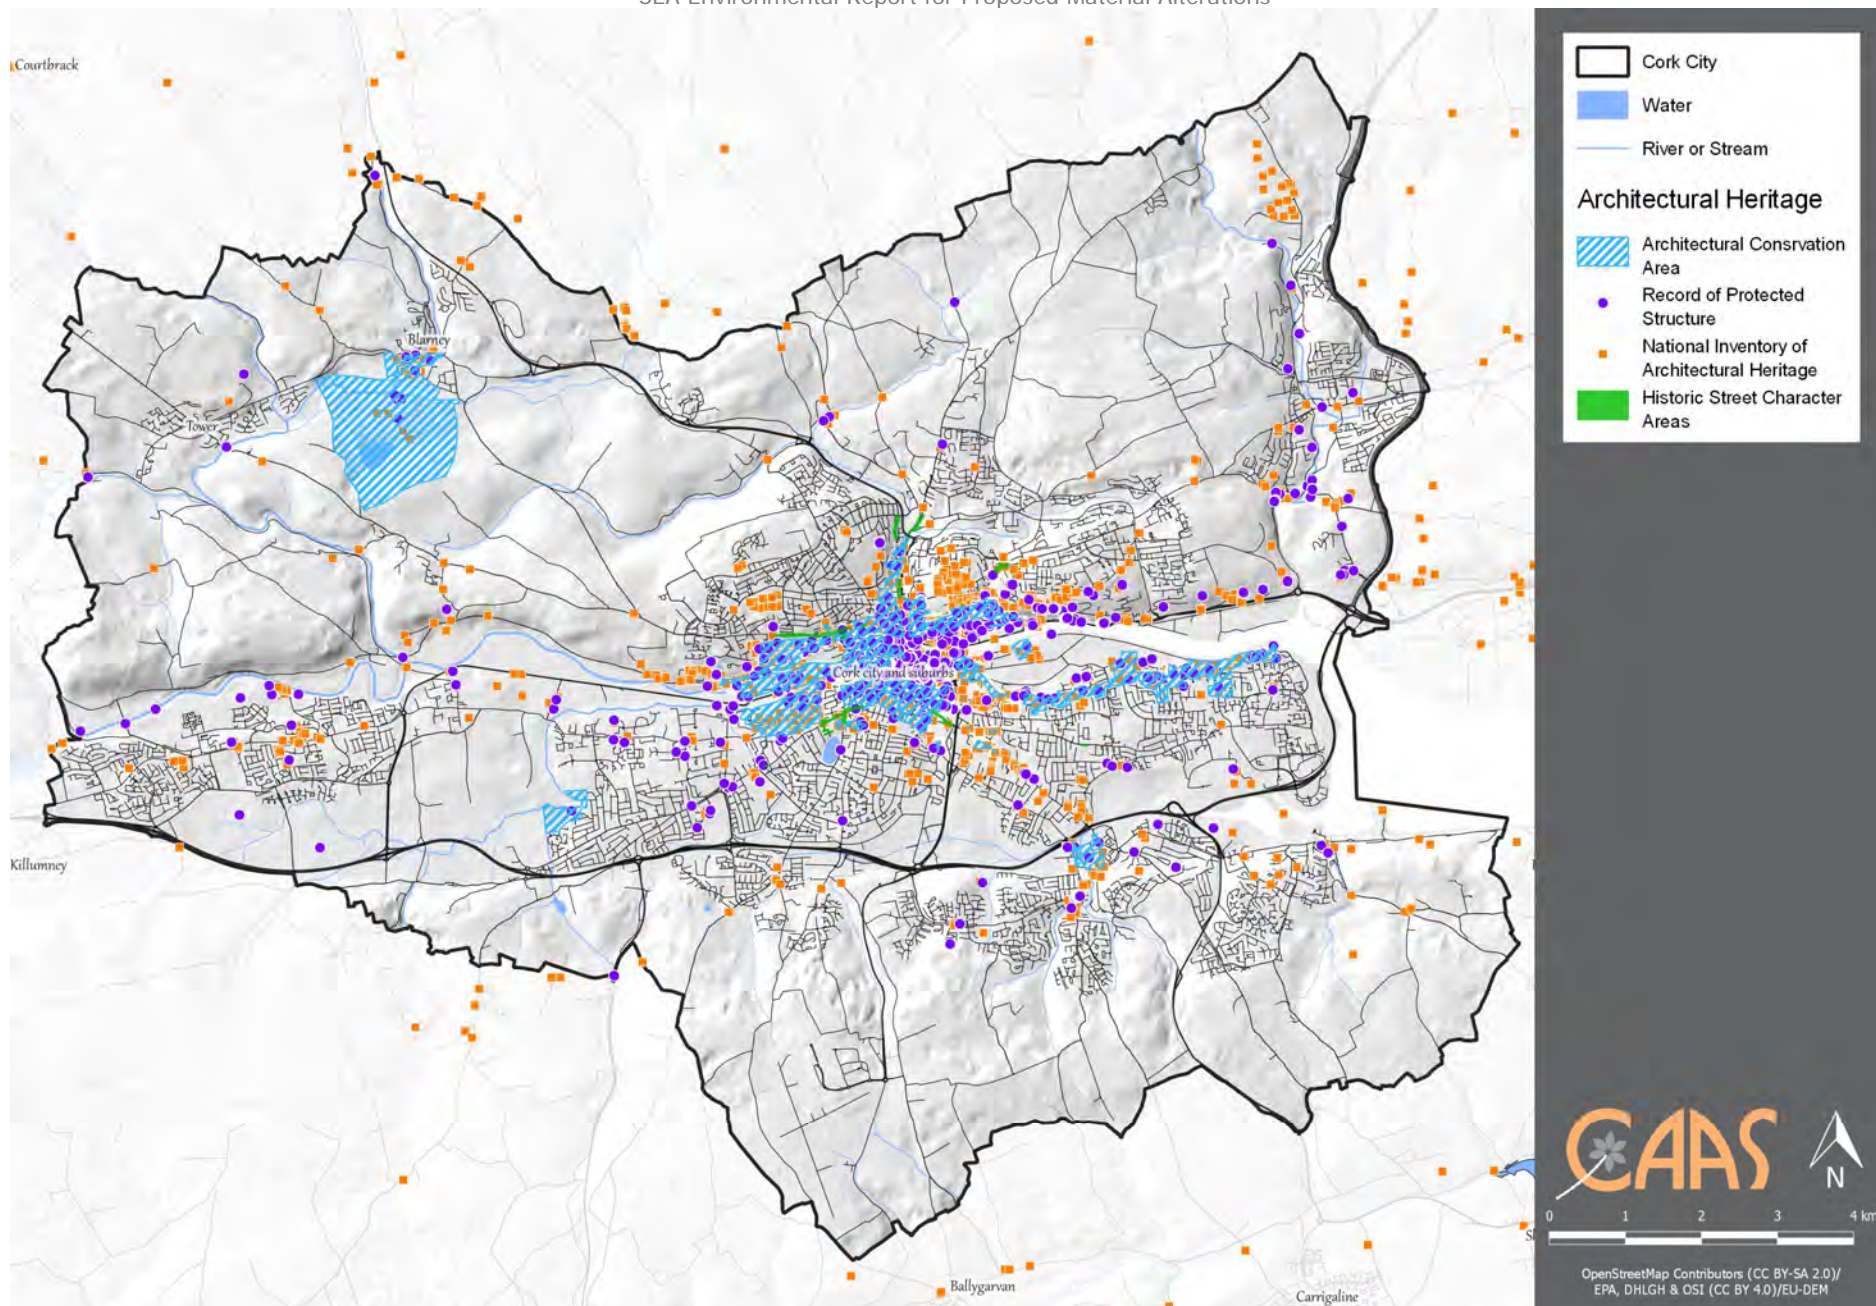 SEA Environmental Report for Proposed Material Alterations
Courtbrack
Blarney
Tower
Cork city and suburbs
Killumney
Ballygarvan
Carrigaline
Cork City
Water
River or Stream
Architectural Heritage
Architectural Consrvation
Area
Record of Protected
Structure
National Inventory of
Architectural Heritage
Historic Street Character
Areas
CAAS
N
0 1 2 3 4 km
OpenStreetMap Contributors (CC BY-SA 2.0)/
EPA, DHLGH & OSI (CC BY 4.0)/EU-DEM